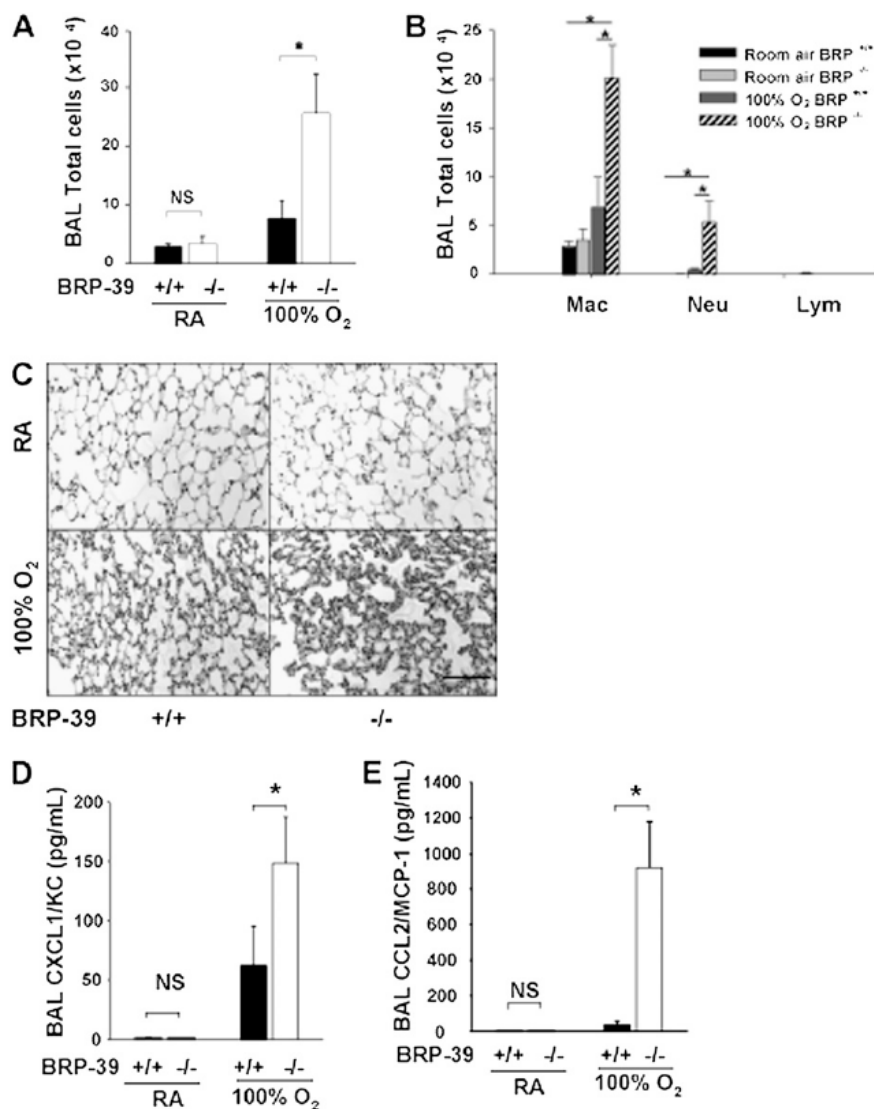 A
BAL Total cells (x10 4)
40
30
20
10
0
NS
*
BRP-39 +/+ -/- +/+ -/-
RA 100% O2
B
BAL Total cells (x10 4)
25
20
15
10
5
0
* *
* *
Room air BRP +/+
Room air BRP -/-
100% O2 BRP +/+
100% O2 BRP -/-
Mac Neu Lym
C
RA
100% O2
BRP-39 +/+ -/-
D
BAL CXCL1/KC (pg/mL)
200
150
100
50
0
NS
*
BRP-39 +/+ -/- +/+ -/-
RA 100% O2
E
BAL CCL2/MCP-1 (pg/mL)
1400
1200
1000
800
600
400
200
0
NS
*
BRP-39 +/+ -/- +/+ -/-
RA 100% O2